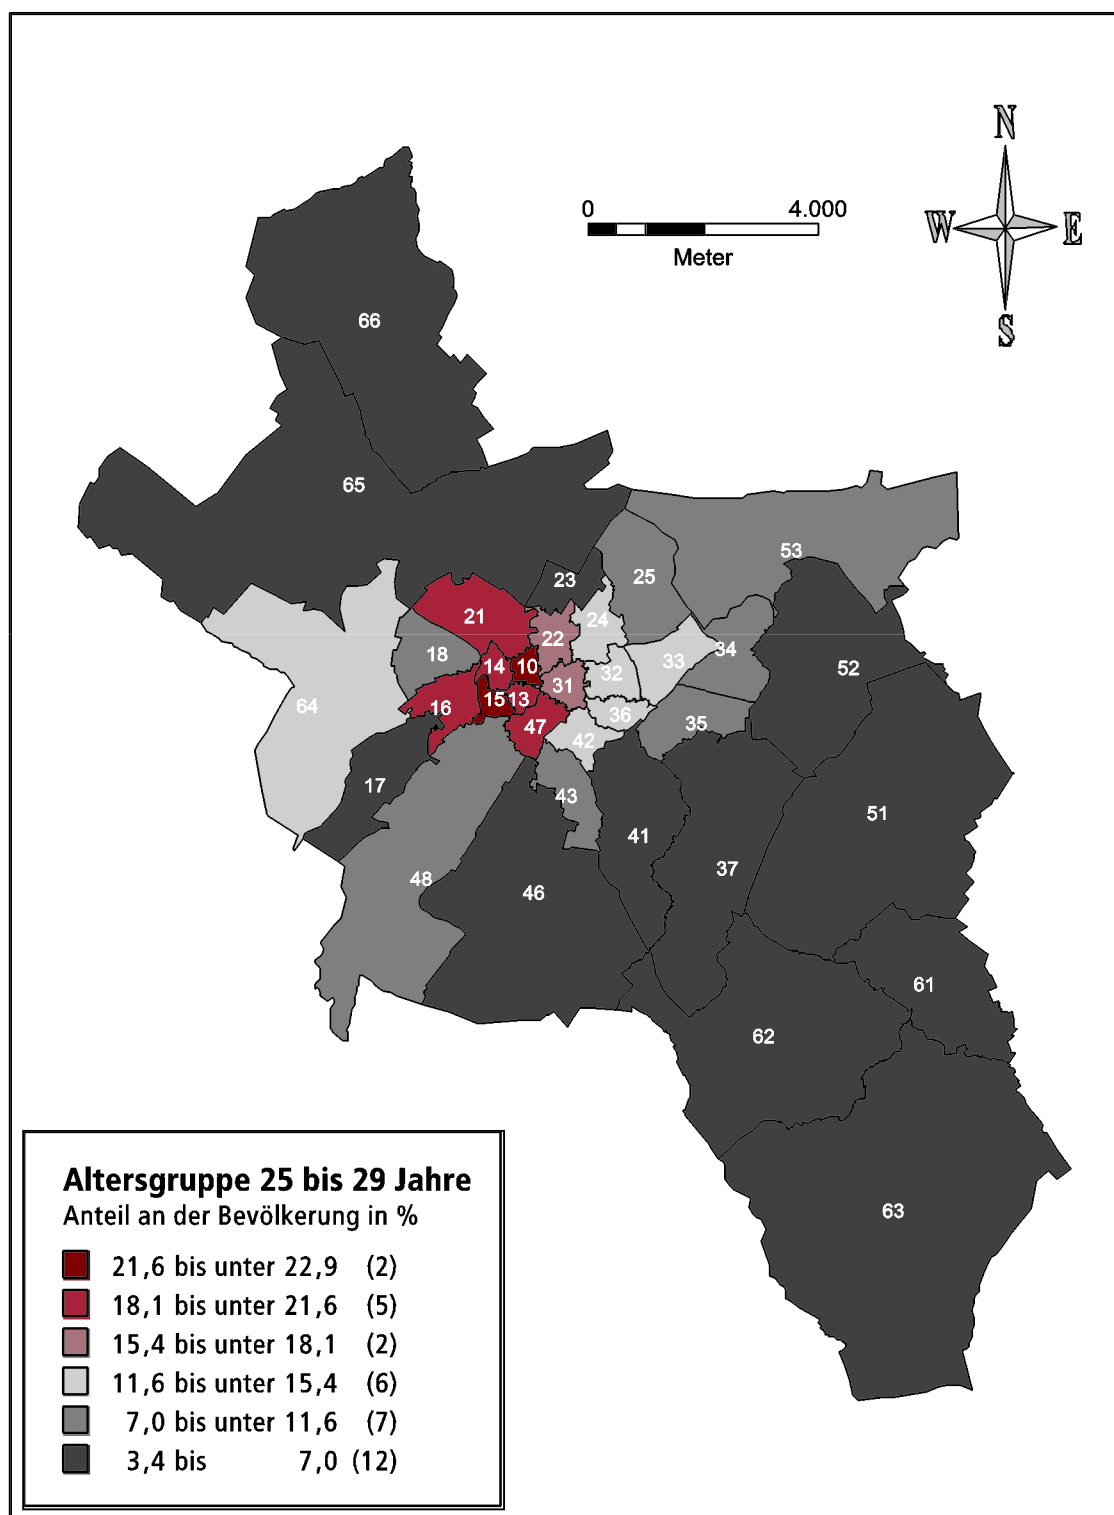 N
0 4.000
W E
Meter
S
66
65
53
23
25
21
24
22
18
34
33
14
10
52
32
31
15
13
64
16
36
35
47
42
17
43
51
41
37
48
46
61
62
63
Altersgruppe 25 bis 29 Jahre
Anteil an der Bevölkerung in %
21,6 bis unter 22,9 (2)
18,1 bis unter 21,6 (5)
15,4 bis unter 18,1 (2)
11,6 bis unter 15,4 (6)
7,0 bis unter 11,6 (7)
3,4 bis 7,0 (12)